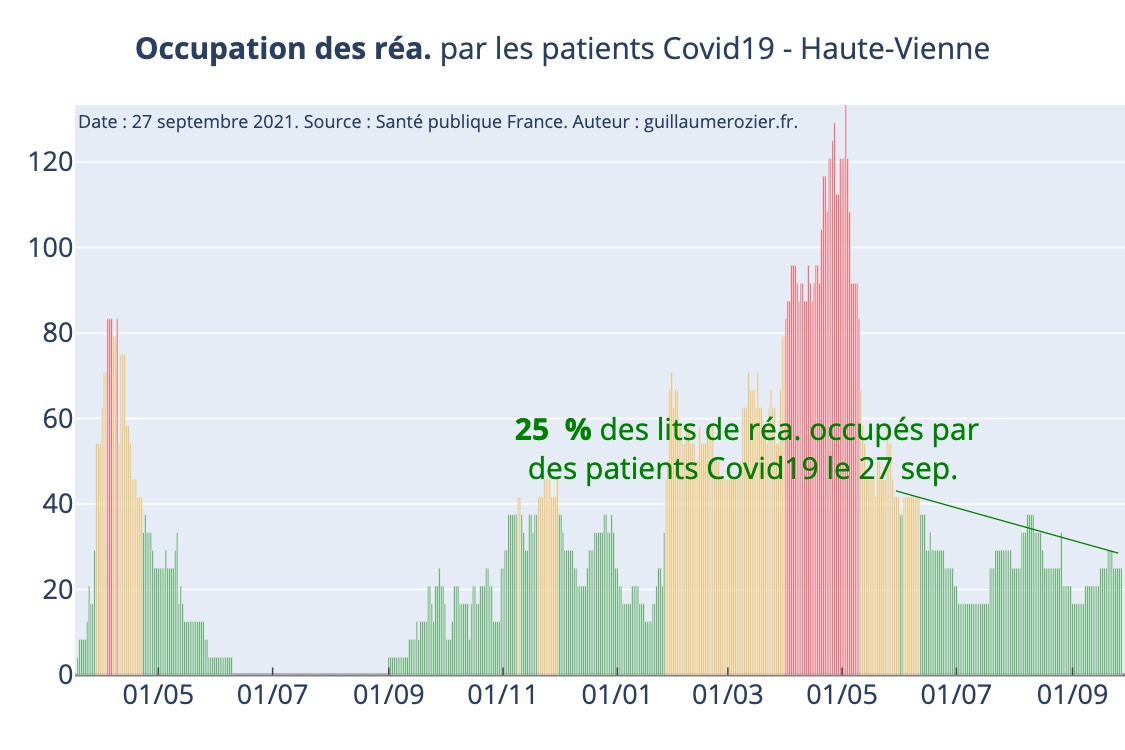 Occupation des réa. par les patients Covid19 - Haute-Vienne
Date : 27 septembre 2021. Source : Santé publique France. Auteur : guillaumerozier.fr.
120
100
80
60
40
20
0
25 % des lits de réa. occupés par
des patients Covid19 le 27 sep.
01/05 01/07 01/09 01/11 01/01 01/03 01/05 01/07 01/09